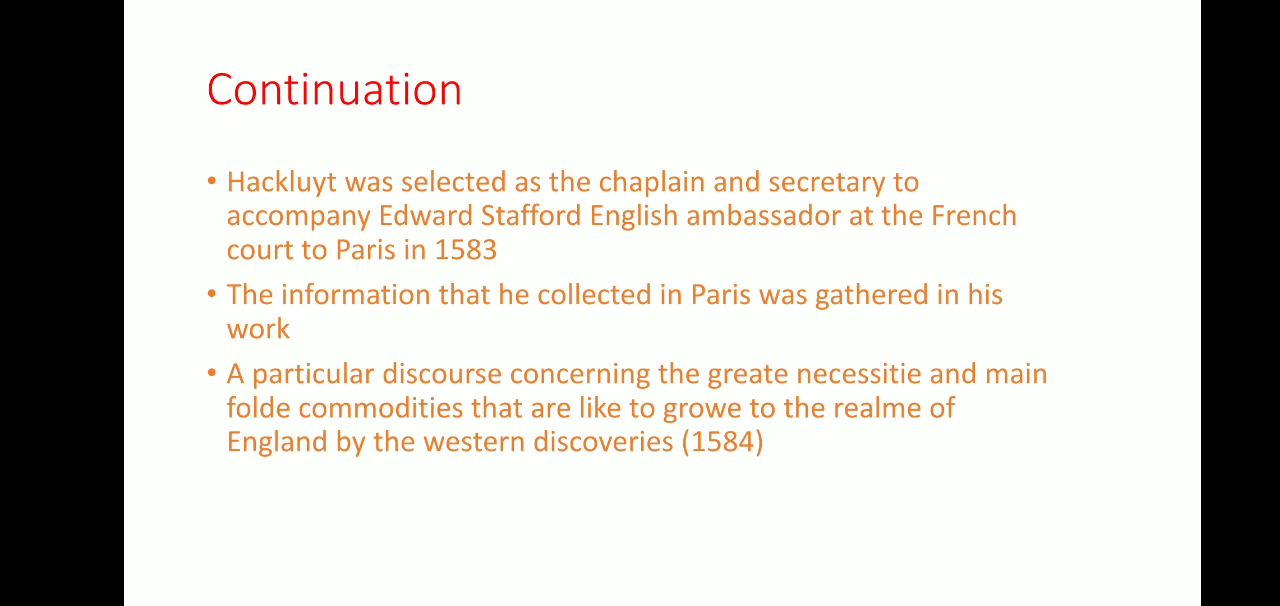 Continuation
• Hackluyt was selected as the chaplain and secretary to
accompany Edward Stafford English ambassador at the French
court to Paris in 1583
• The information that he collected in Paris was gathered in his
work
• A particular discourse concerning the greate necessitie and main
folde commodities that are like to growe to the realme of
England by the western discoveries (1584)